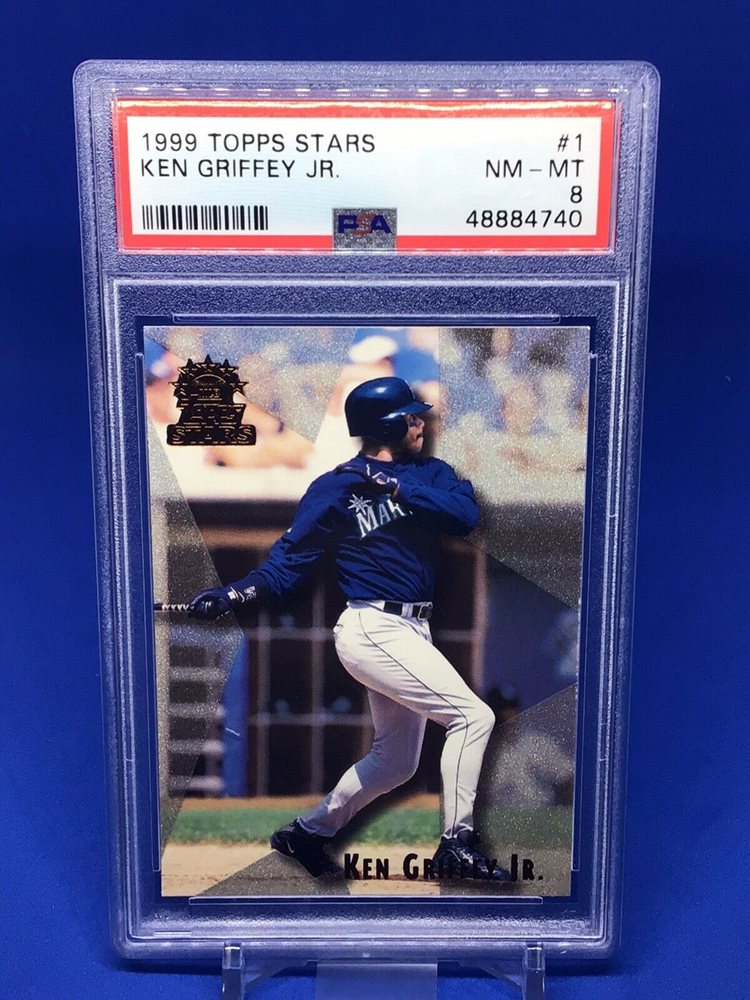 1999 TOPPS STARS #1
KEN GRIFFEY JR. NM - MT
8
PSA 48884740
STARS
MAR
KEN GRIFFEY JR.